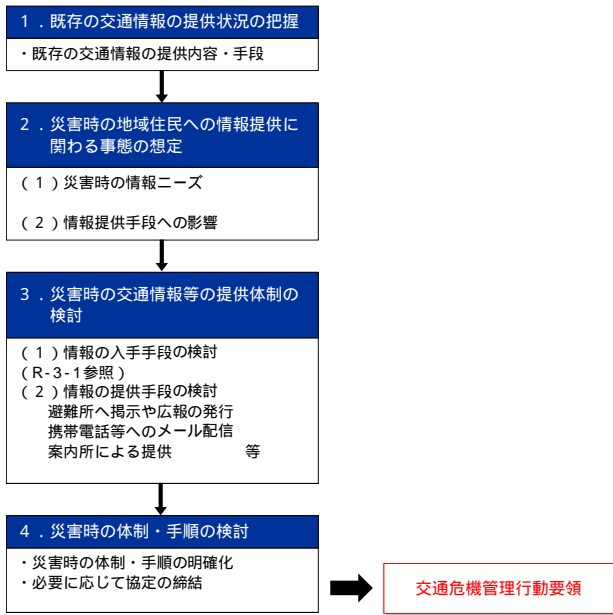 １．既存の交通情報の提供状況の把握
・既存の交通情報の提供内容・手段
２．災害時の地域住民への情報提供に
関わる事態の想定
(１)災害時の情報ニーズ
(２)情報提供手段への影響
３．災害時の交通情報等の提供体制の
検討
(１)情報の入手手段の検討
(R-3-1参照)
(２)情報の提供手段の検討
避難所へ掲示や広報の発行
携帯電話等へのメール配信
案内所による提供　等
４．災害時の体制・手順の検討
・災害時の体制・手順の明確化
・必要に応じて協定の締結
交通危機管理行動要領